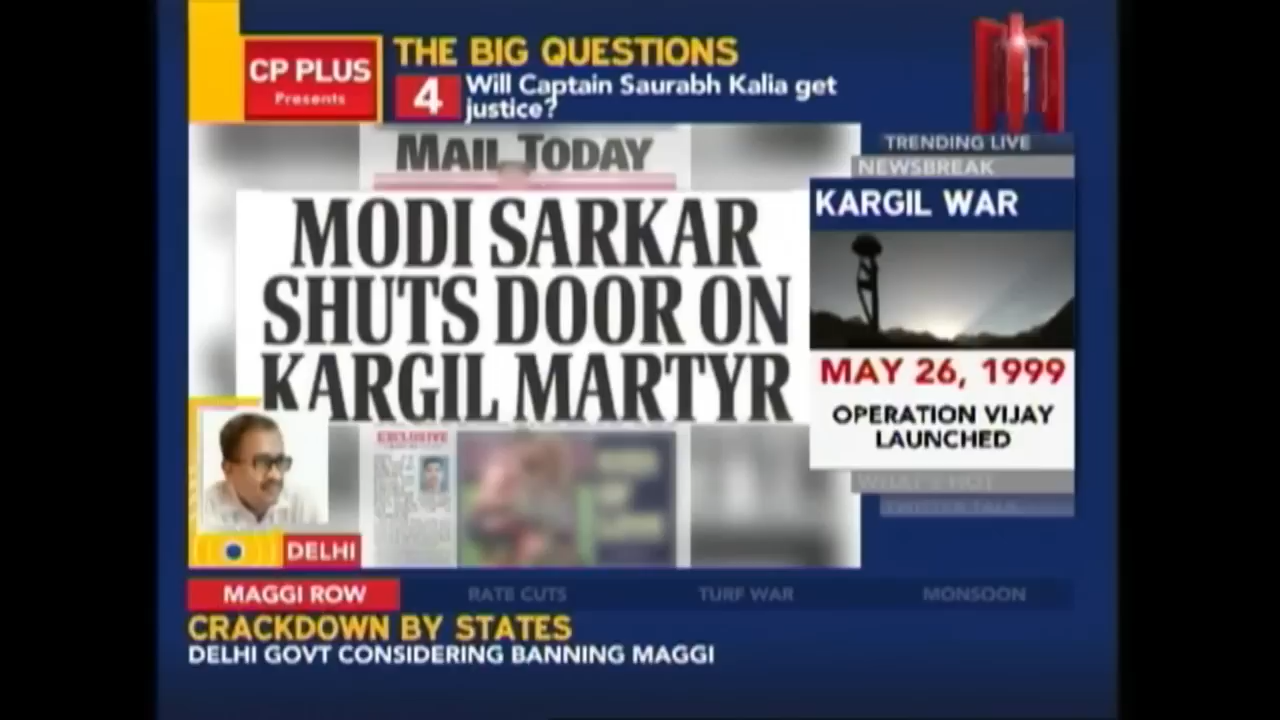 CP PLUS
Presents
THE BIG QUESTIONS
4
Will Captain Saurabh Kalia get
justice?
MAIL TODAY
MODI SARKAR
SHUTS DOOR ON
KARGIL MARTYR
EXCLUSIVE
TRENDING LIVE
NEWSBREAK
KARGIL WAR
MAY 26, 1999
OPERATION VIJAY
LAUNCHED
WHAT'S HOT
DELHI
MAGGI ROW
RATE CUTS
TURF WAR
MONSOON
CRACKDOWN BY STATES
DELHI GOVT CONSIDERING BANNING MAGGI